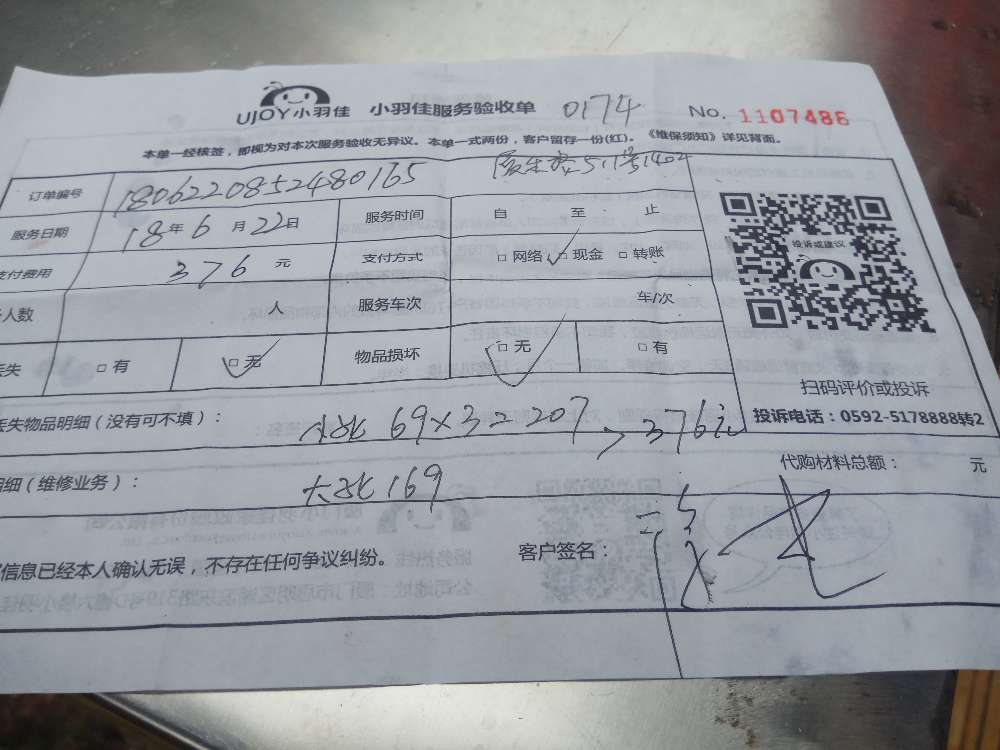 UJOY小羽佳 小羽佳服务验收单 0174 No. 1107486
本单一经核签，即视为对本次服务验收无异议。本单一式两份，客户留存一份(红)。《维保须知》详见背面。
订单编号 1806220852480165
服务日期 18年6月22日 服务时间 自 至 止
支付费用 376元 支付方式 □网络 □现金 □转账
人数 人 服务车次 车/次
失 □有 □无 物品损坏 □无 □有
投诉或建议
扫码评价或投诉
投诉电话：0592-5178888转2
丢失物品明细（没有可不填）： 69×3=207 376元
代购材料总额： 元
明细（维修业务）： 169
信息已经本人确认无误，不存在任何争议纠纷。 客户签名：